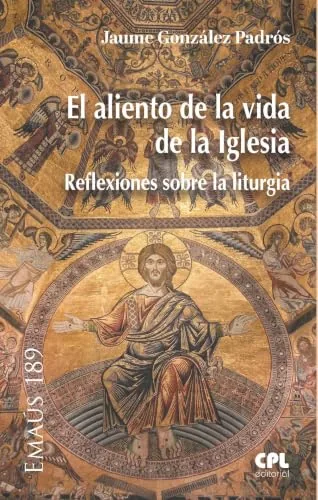 Jaume González Padrós
El aliento de la vida
de la Iglesia
Reflexiones sobre la liturgia
EMAÚS 189
CPL
editorial